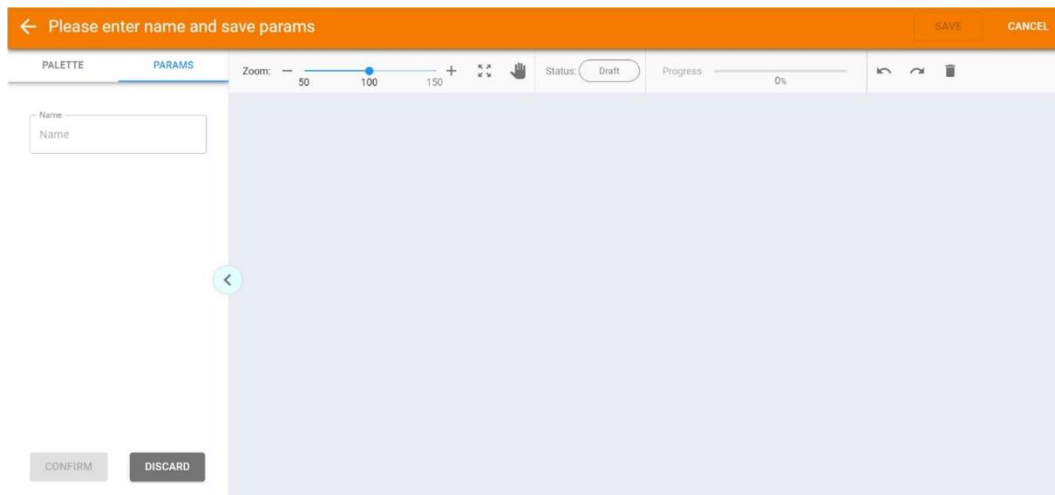 Please enter name and save params
SAVE
CANCEL
PALETTE
PARAMS
Zoom:
50
100
150
Status:
Draft
Progress
0%
Name
Name
CONFIRM
DISCARD